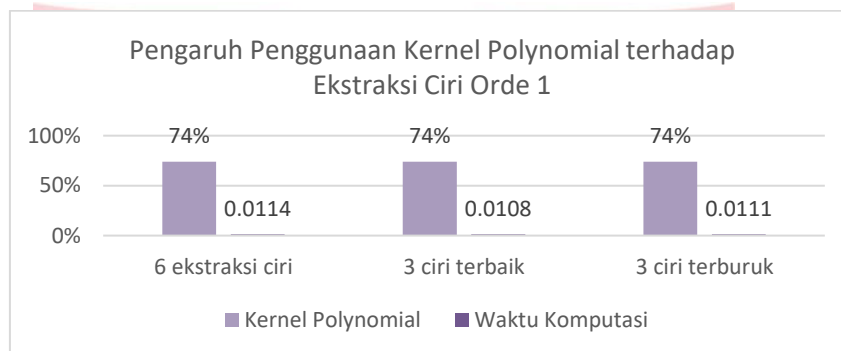 Pengaruh Penggunaan Kernel Polynomial terhadap
Ekstraksi Ciri Orde 1
100%
50%
0%
74%
0.0114
74%
0.0108
74%
0.0111
6 ekstraksi ciri
3 ciri terbaik
3 ciri terburuk
Kernel Polynomial
Waktu Komputasi